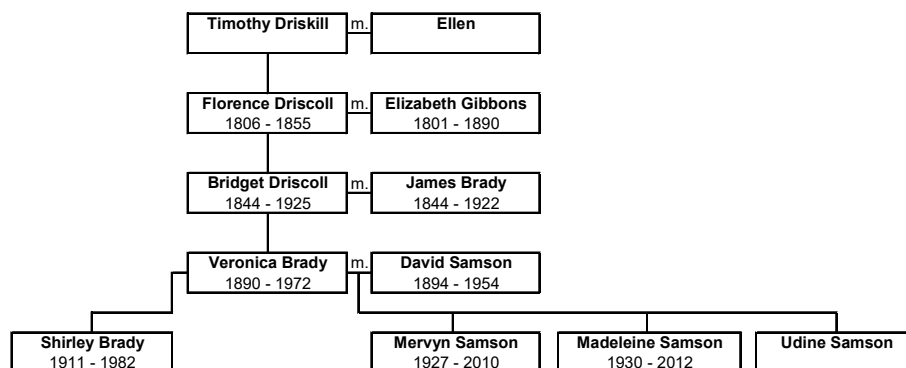 Timothy Driskill m. Ellen
Florence Driscoll m. Elizabeth Gibbons
1806 - 1855 1801 - 1890
Bridget Driscoll m. James Brady
1844 - 1925 1844 - 1922
Veronica Brady m. David Samson
1890 - 1972 1894 - 1954
Shirley Brady Mervyn Samson Madeleine Samson Udine Samson
1911 - 1982 1927 - 2010 1930 - 2012